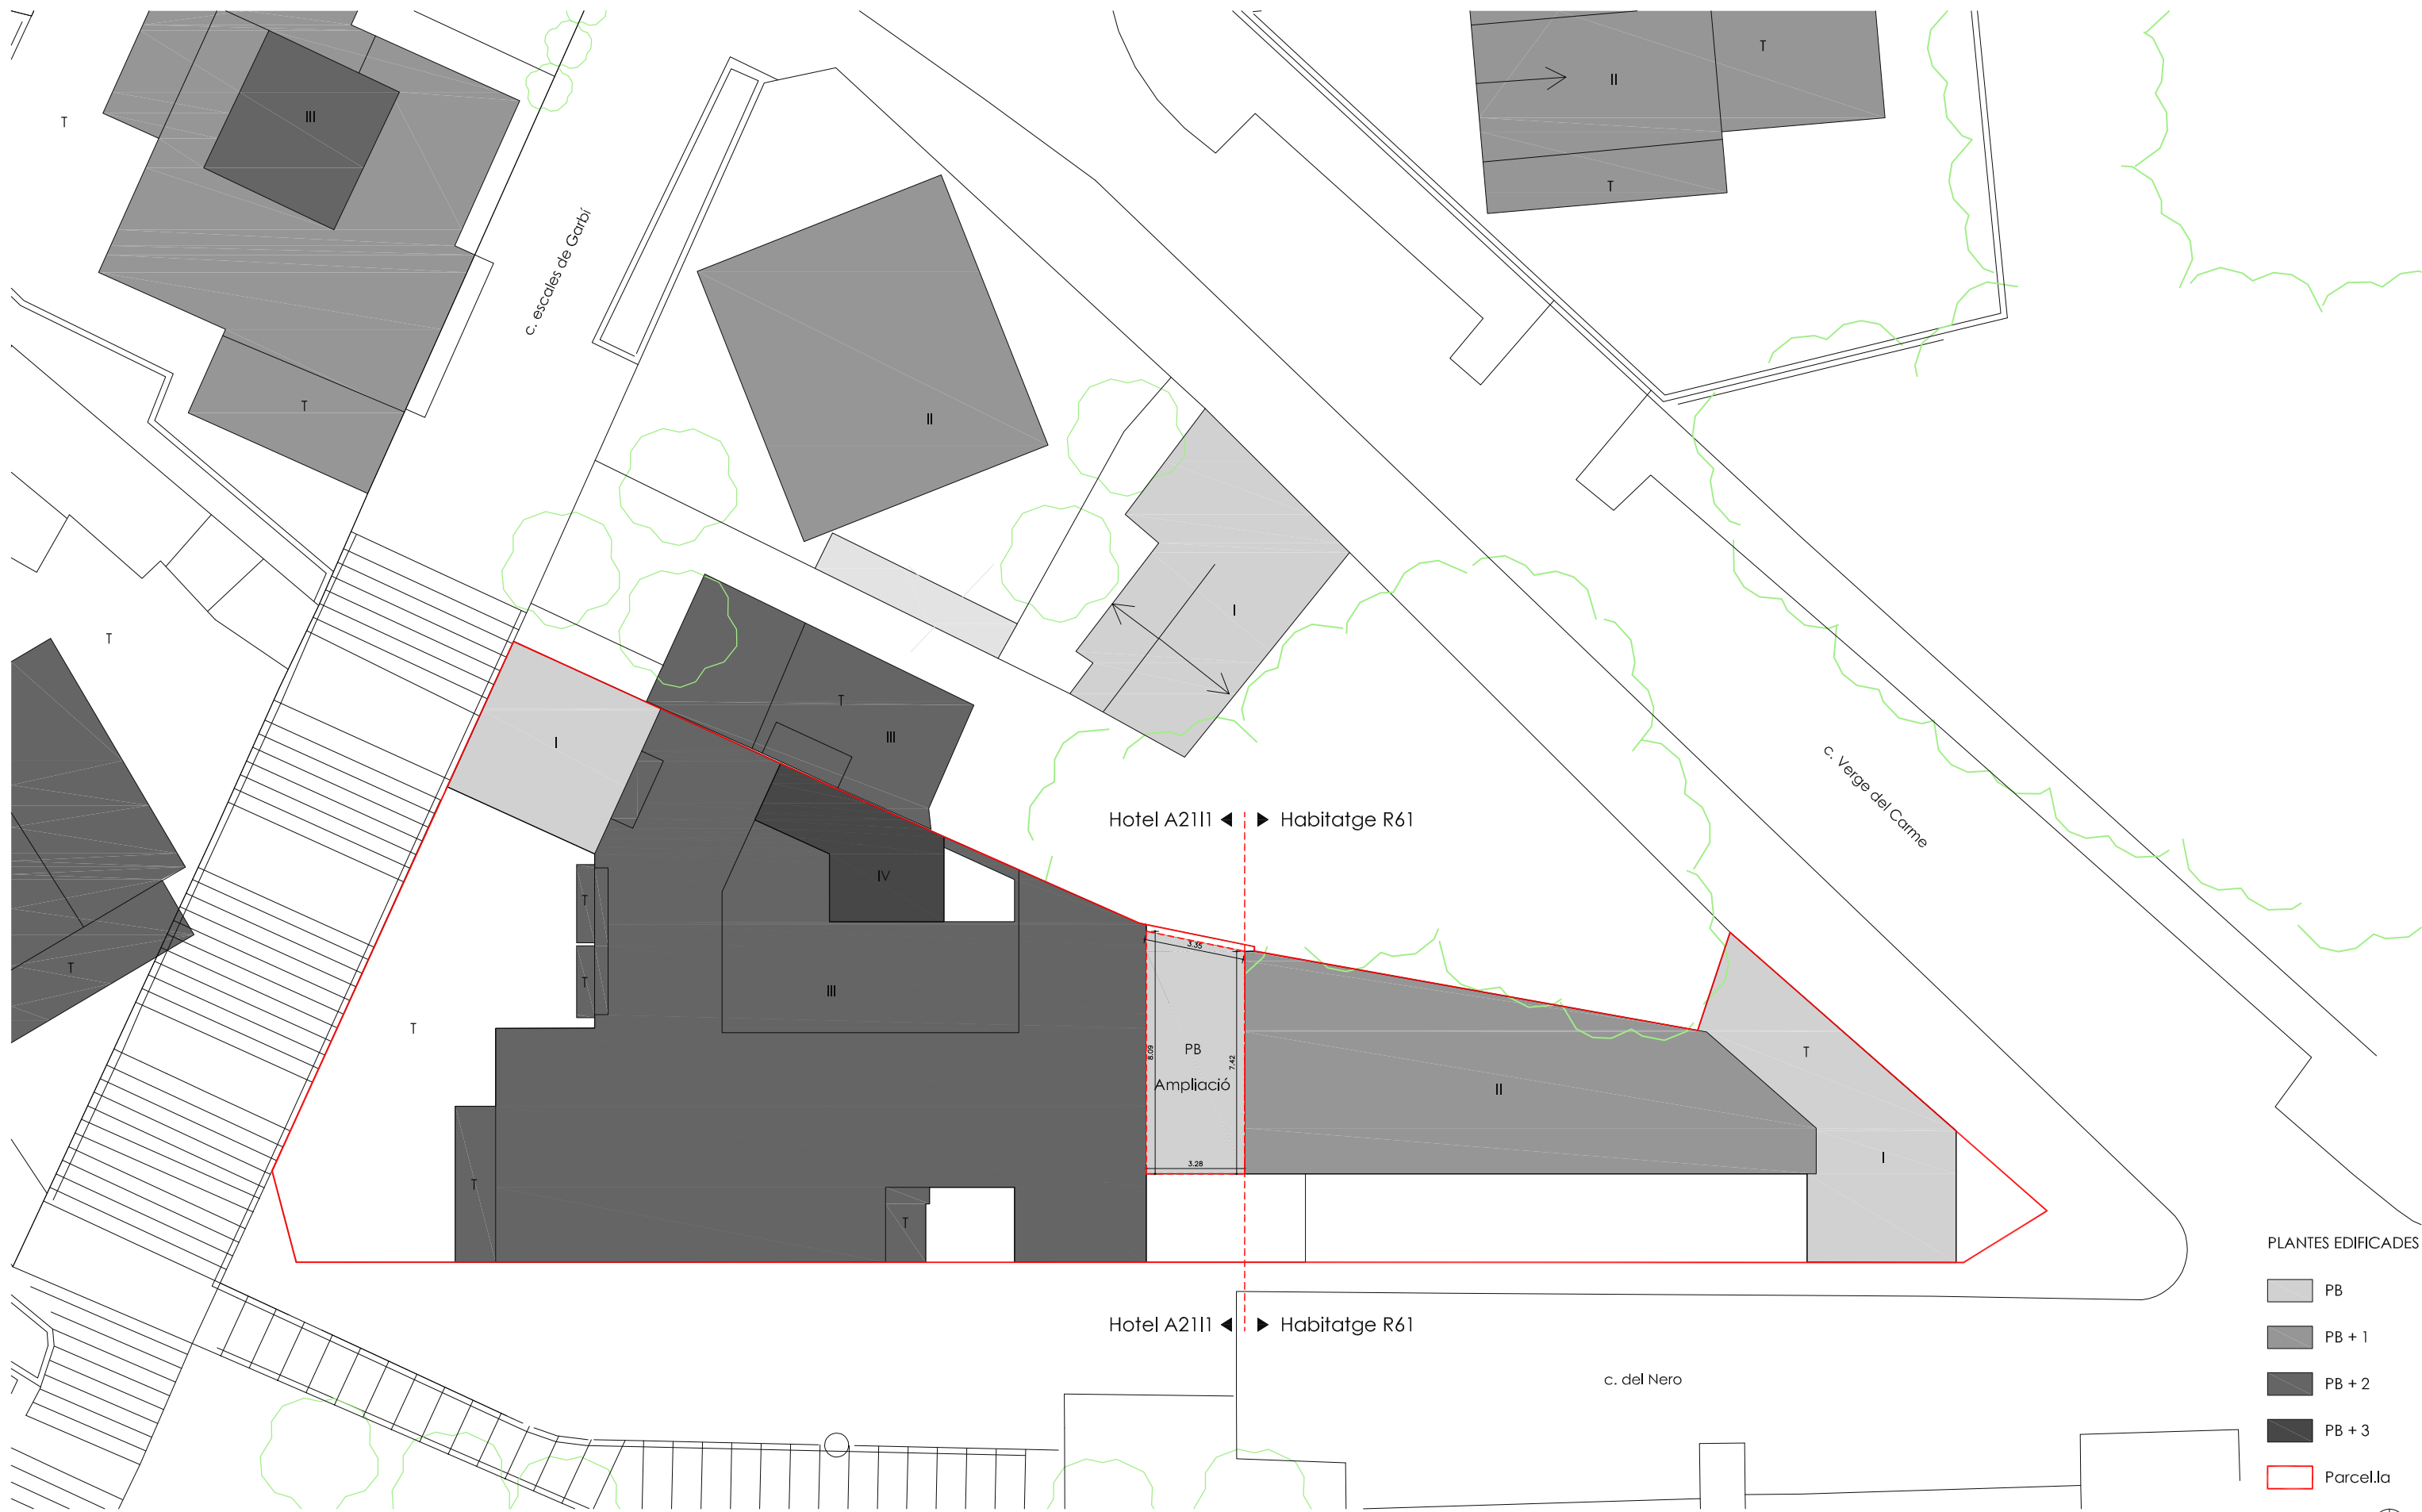 T
II
T
III
T
T
c. escales de Garbí
T
II
I
T
T
III
I
c. Verge del Carme
Hotel A21I1 ◄ ► Habitatge R61
IV
T
3.35
T
T
III
T
8.09
PB
7.42
T
Ampliació
II
I
3.28
T
T
Hotel A21I1 ◄ ► Habitatge R61
c. del Nero
PLANTES EDIFICADES
PB
PB + 1
PB + 2
PB + 3
Parcel.la